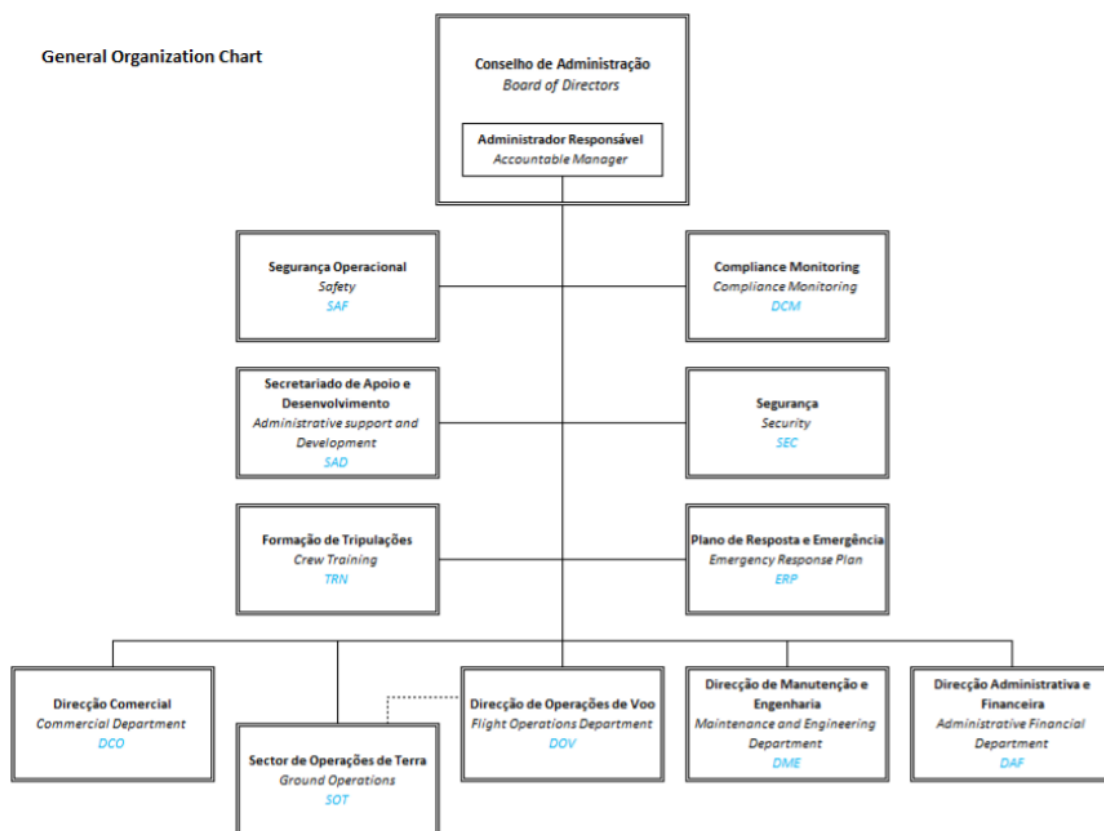 General Organization Chart
Conselho de Administração
Board of Directors
Administrador Responsável
Accountable Manager
Segurança Operacional
Safety
SAF
Compliance Monitoring
Compliance Monitoring
DCM
Secretariado de Apoio e
Desenvolvimento
Administrative support and
Development
SAD
Segurança
Security
SEC
Formação de Tripulações
Crew Training
TRN
Plano de Resposta e Emergência
Emergency Response Plan
ERP
Direcção Comercial
Commercial Department
DCO
Sector de Operações de Terra
Ground Operations
SOT
Direcção de Operações de Voo
Flight Operations Department
DOV
Direcção de Manutenção e
Engenharia
Maintenance and Engineering
Department
DME
Direcção Administrativa e
Financeira
Administrative Financial
Department
DAF